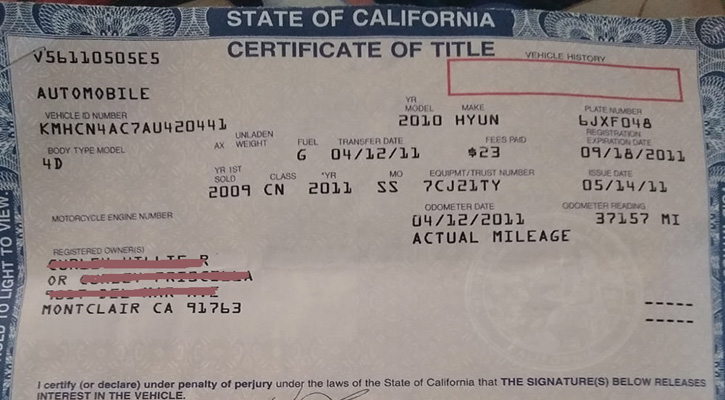 STATE OF CALIFORNIA
CERTIFICATE OF TITLE
V5611050SES
VEHICLE HISTORY
AUTOMOBILE
VEHICLE ID NUMBER YR MODEL MAKE PLATE NUMBER
KMHCN4AC7AU420441 2010 HYUN 6JXF048
BODY TYPE MODEL AX UNLADEN WEIGHT FUEL TRANSFER DATE FEES PAID REGISTRATION EXPIRATION DATE
4D G 04/12/11 $23 09/18/2011
YR 1ST SOLD CLASS *YR MO EQUIPMT/TRUST NUMBER ISSUE DATE
2009 CN 2011 SS 7CJ21TY 05/14/11
MOTORCYCLE ENGINE NUMBER ODOMETER DATE ODOMETER READING
04/12/2011 37157 MI
ACTUAL MILEAGE
REGISTERED OWNER(S)
R
OR
MONTCLAIR CA 91763
I certify (or declare) under penalty of perjury under the laws of the State of California that THE SIGNATURE(S) BELOW RELEASES
INTEREST IN THE VEHICLE.
LD TO LIGHT TO VIEW